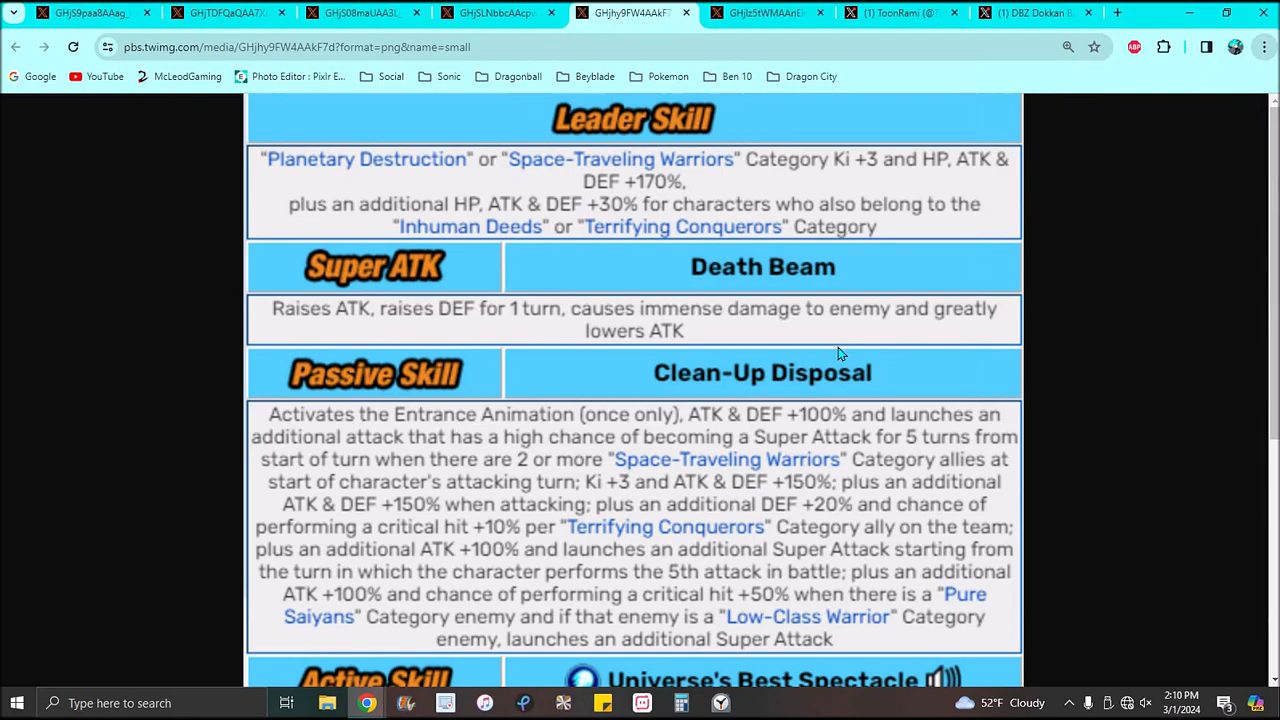 GHjS9paa8AAag_
GHjTDFQaQAA7X
GHjS08maUAA3L_
GHjSLNbbcAAcpv
GHjhy9FW4AAkF7
GHjIz5tWMAAnEl
(1) ToonRami (@T
(1) DBZ Dokkan B
pbs.twimg.com/media/GHjhy9FW4AAkF7d?format=png&name=small
Google YouTube McLeodGaming Photo Editor : Pixlr E... Social Sonic Dragonball Beyblade Pokemon Ben 10 Dragon City
Leader Skill
"Planetary Destruction" or "Space-Traveling Warriors" Category Ki +3 and HP, ATK &
DEF +170%,
plus an additional HP, ATK & DEF +30% for characters who also belong to the
"Inhuman Deeds" or "Terrifying Conquerors" Category
Super ATK Death Beam
Raises ATK, raises DEF for 1 turn, causes immense damage to enemy and greatly
lowers ATK
Passive Skill Clean-Up Disposal
Activates the Entrance Animation (once only), ATK & DEF +100% and launches an
additional attack that has a high chance of becoming a Super Attack for 5 turns from
start of turn when there are 2 or more "Space-Traveling Warriors" Category allies at
start of character's attacking turn; Ki +3 and ATK & DEF +150%; plus an additional
ATK & DEF +150% when attacking; plus an additional DEF +20% and chance of
performing a critical hit +10% per "Terrifying Conquerors" Category ally on the team;
plus an additional ATK +100% and launches an additional Super Attack starting from
the turn in which the character performs the 5th attack in battle; plus an additional
ATK +100% and chance of performing a critical hit +50% when there is a "Pure
Saiyans" Category enemy and if that enemy is a "Low-Class Warrior" Category
enemy, launches an additional Super Attack
Active Skill Universe's Best Spectacle
Type here to search 52°F Cloudy 2:10 PM
3/1/2024